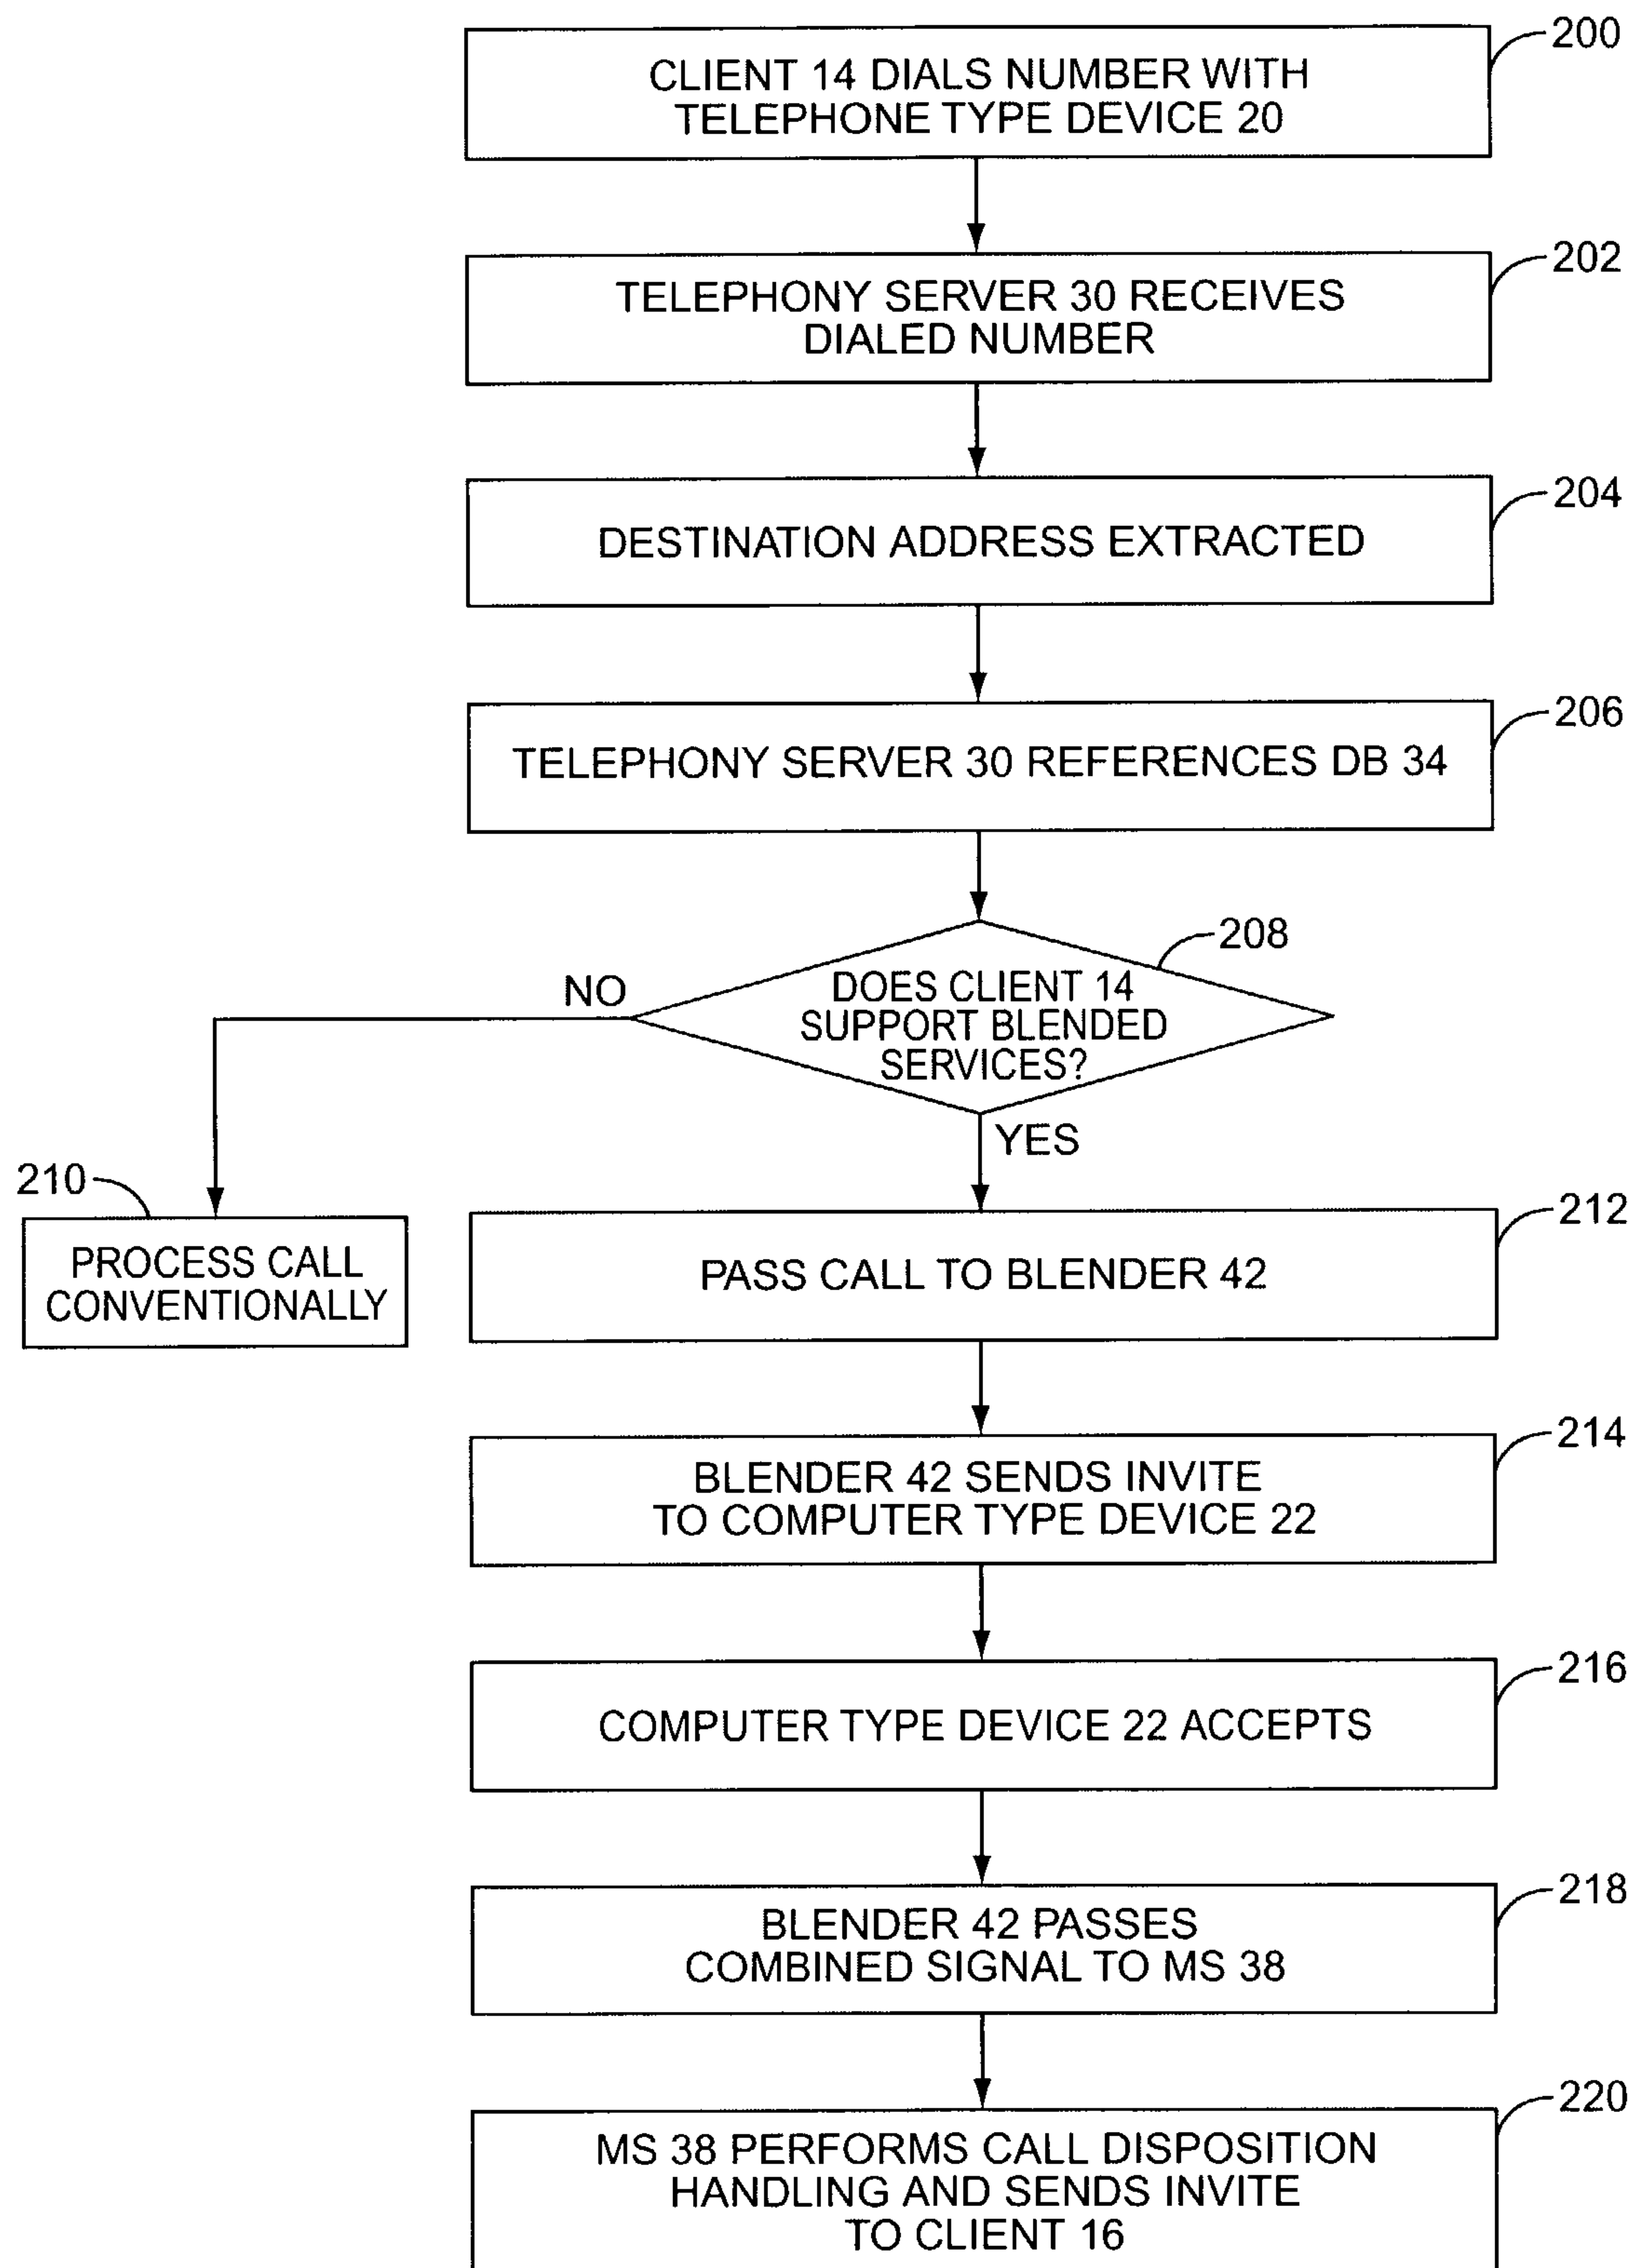 200
CLIENT 14 DIALS NUMBER WITH
TELEPHONE TYPE DEVICE 20
202
TELEPHONY SERVER 30 RECEIVES
DIALED NUMBER
204
DESTINATION ADDRESS EXTRACTED
206
TELEPHONY SERVER 30 REFERENCES DB 34
208
DOES CLIENT 14
SUPPORT BLENDED
SERVICES?
NO
YES
210
PROCESS CALL
CONVENTIONALLY
212
PASS CALL TO BLENDER 42
214
BLENDER 42 SENDS INVITE
TO COMPUTER TYPE DEVICE 22
216
COMPUTER TYPE DEVICE 22 ACCEPTS
218
BLENDER 42 PASSES
COMBINED SIGNAL TO MS 38
220
MS 38 PERFORMS CALL DISPOSITION
HANDLING AND SENDS INVITE
TO CLIENT 16